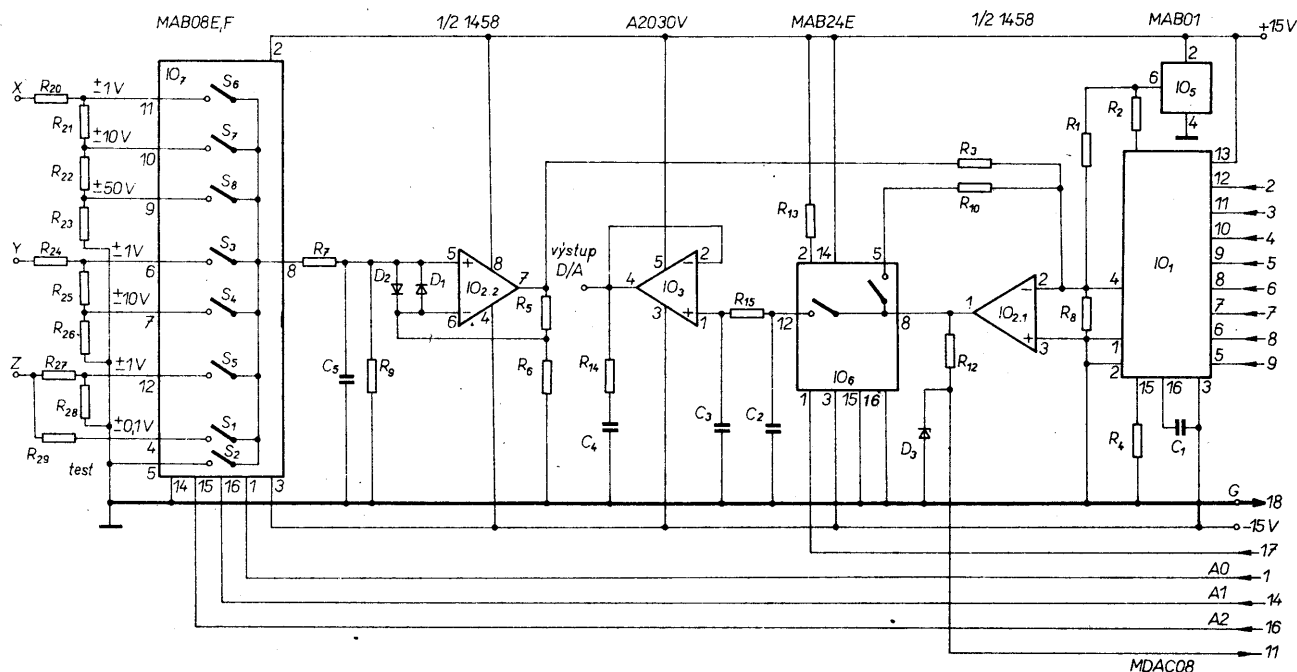 MAB08E,F 1/2 1458 A2030V MAB24E 1/2 1458 MAB01
+15V
2 2
IO7 6 IO5
X R20 ±1V S6 R2 4
11 R1
R21 ±10V S7 13
10 R3 12 2
R22 ±50V S8 11 3
9 R10 10 4
R23 R13 9 5
Y R24 ±1V S3 2 14 5 8 6
6 8 R7 5 8 výstup D/A 5 2 7 7
R25 ±10V S4 D2 D1 IO2.2 7 4 IO3 IO1 6 8
7 6 4 R5 3 1 R15 12 8 1 IO2.1 2 3 R8 4 1 2 5 9
R26 ±1V
Z R27 S5 C5 R9 R6 R14 IO6 R12 15 16 3
12 1 3 15 16
R28 ±0,1V S1 C4 C3 C2 D3 R4 C1
4 S2
R29 test 5
14 15 16 1 3
G 18
-15V
17
A0 1
A1 14
A2 16
11
MDAC08